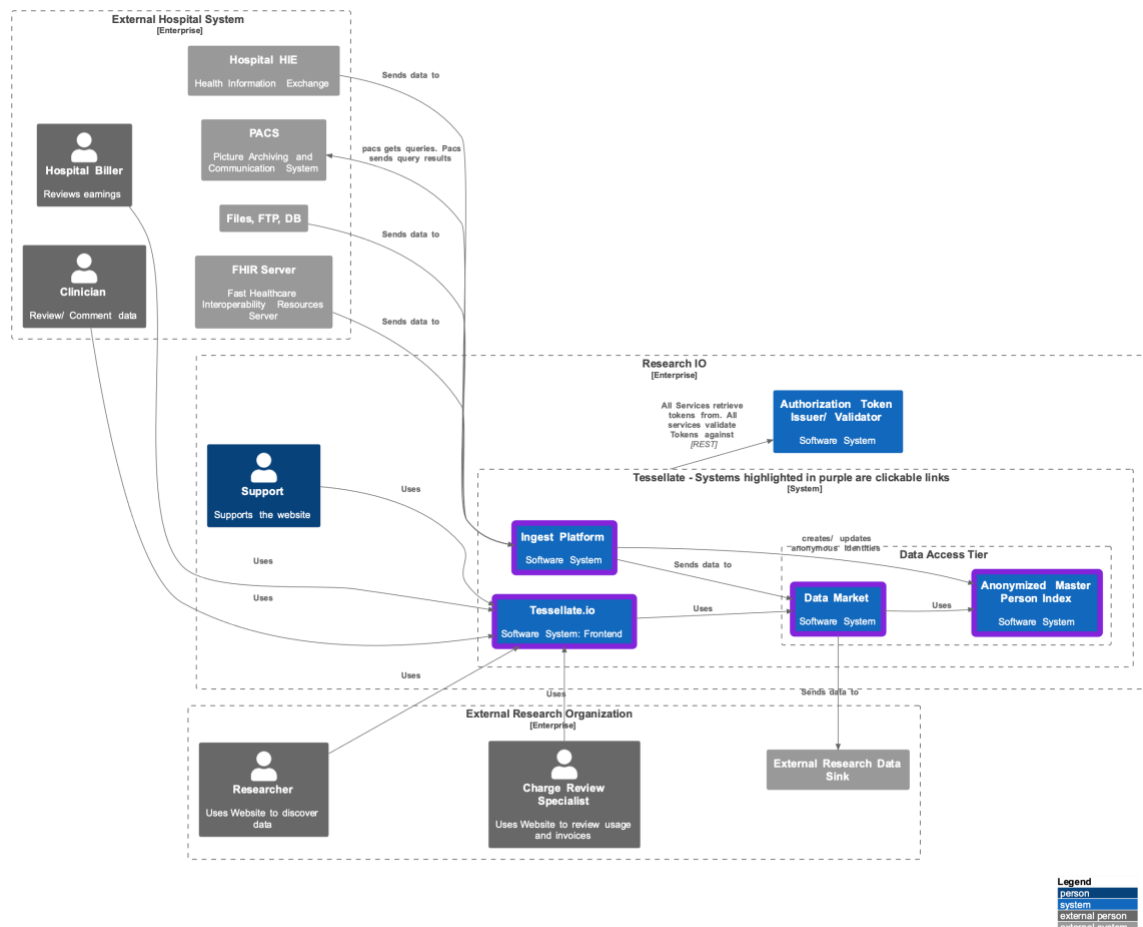 External Hospital System
[Enterprise]
Hospital HIE
Health Information Exchange
Sends data to
PACS
Picture Archiving and
Communication System
pacs gets queries. Pacs
sends query results
Hospital Biller
Reviews earnings
Files, FTP, DB
Sends data to
Clinician
Review/ Comment data
FHIR Server
Fast Healthcare
Interoperability Resources
Server
Sends data to
Research IO
[Enterprise]
All Services retrieve
tokens from. All
services validate
Tokens against
[REST]
Authorization Token
Issuer/ Validator
Software System
Support
Supports the website
Uses
Tessellate - Systems highlighted in purple are clickable links
[System]
Ingest Platform
Software System
creates/ updates
anonymous Identities
Data Access Tier
Sends data to
Uses
Uses
Tessellate.io
Software System: Frontend
Uses
Data Market
Software System
Uses
Anonymized Master
Person Index
Software System
Uses
Uses
Sends data to
External Research Organization
[Enterprise]
Researcher
Uses Website to discover
data
Charge Review
Specialist
Uses Website to review usage
and invoices
External Research Data
Sink
Legend
person
system
external person
external system